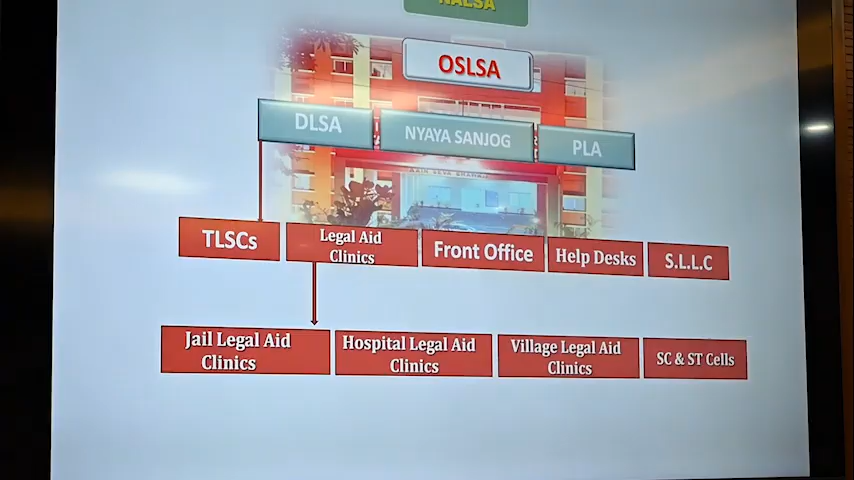 NALSA
OSLSA
DLSA
NYAYA SANJOG
PLA
TLSCs
Legal Aid
Clinics
Front Office
Help Desks
S.L.L.C
Jail Legal Aid
Clinics
Hospital Legal Aid
Clinics
Village Legal Aid
Clinics
SC & ST Cells